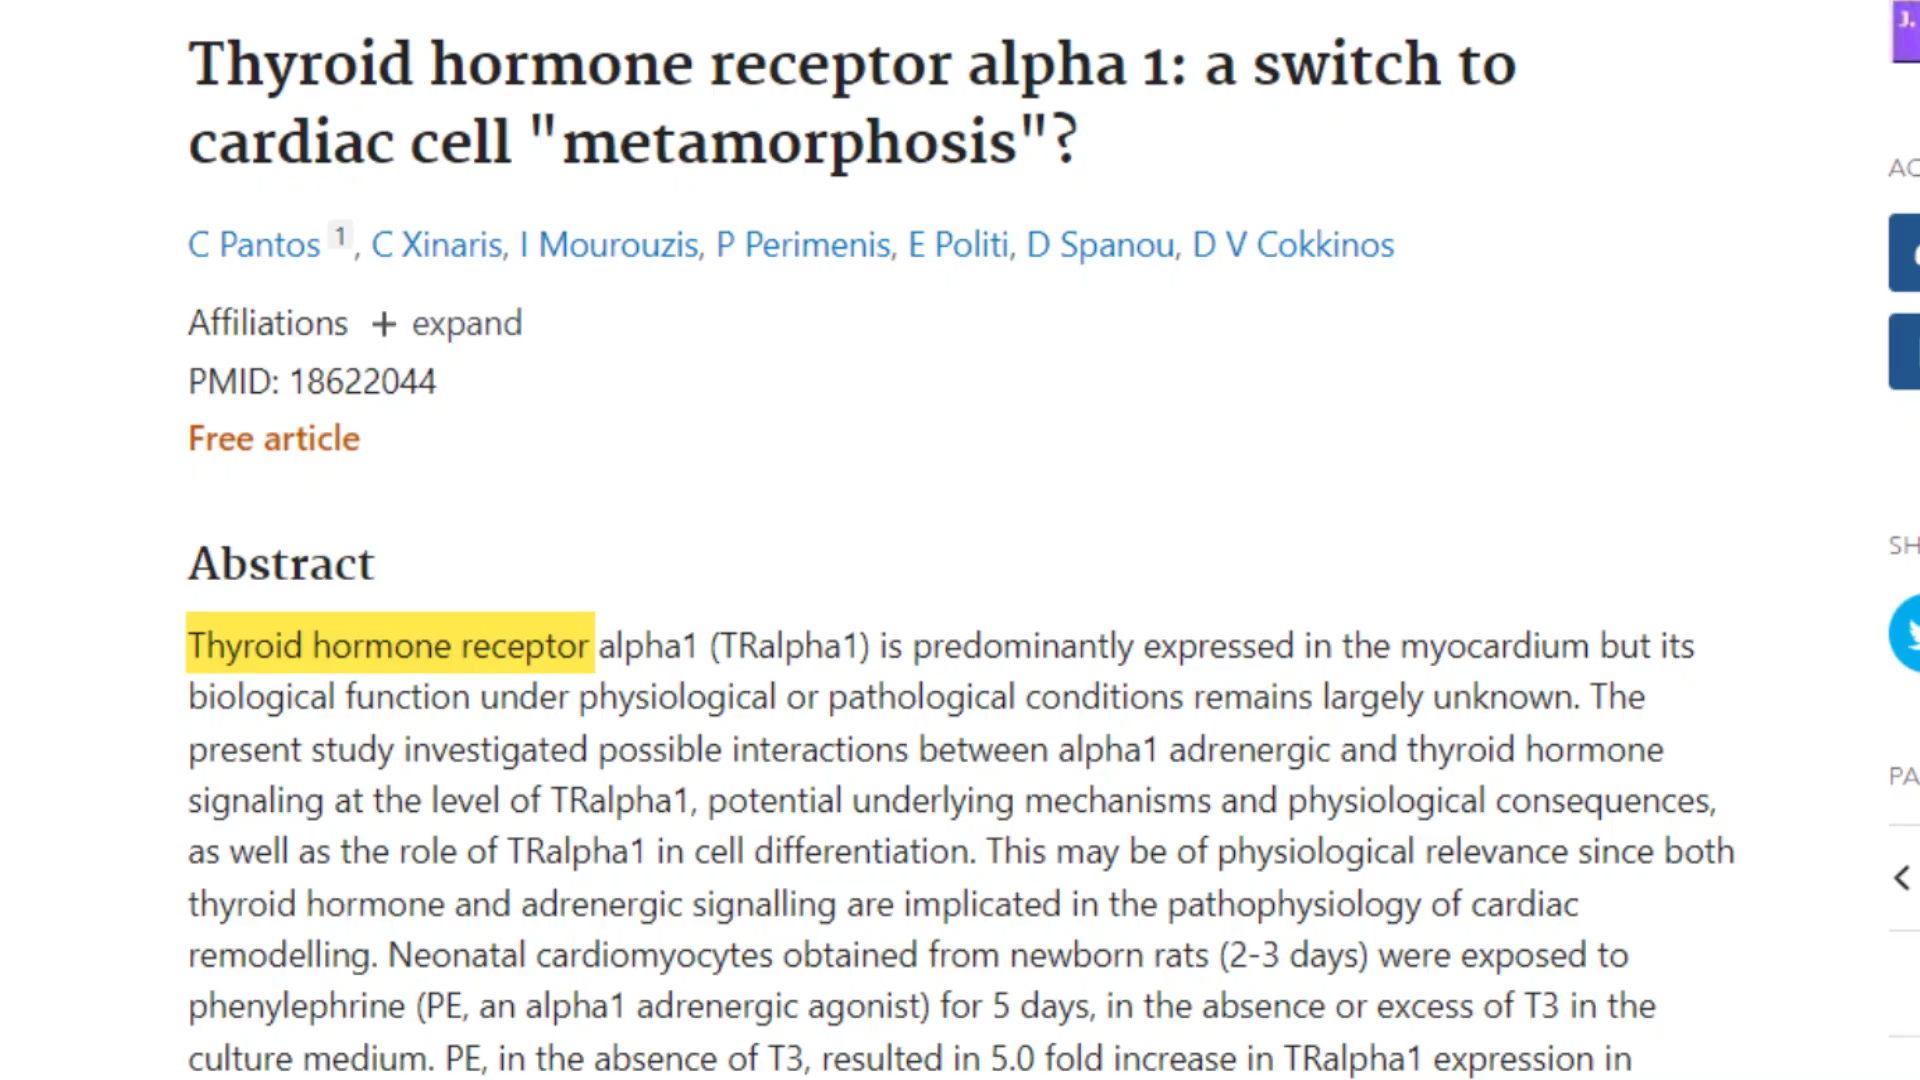 Thyroid hormone receptor alpha 1: a switch to
cardiac cell "metamorphosis"?
C Pantos 1, C Xinaris, I Mourouzis, P Perimenis, E Politi, D Spanou, D V Cokkinos
Affiliations + expand
PMID: 18622044
Free article
Abstract
Thyroid hormone receptor alpha1 (TRalpha1) is predominantly expressed in the myocardium but its
biological function under physiological or pathological conditions remains largely unknown. The
present study investigated possible interactions between alpha1 adrenergic and thyroid hormone
signaling at the level of TRalpha1, potential underlying mechanisms and physiological consequences,
as well as the role of TRalpha1 in cell differentiation. This may be of physiological relevance since both
thyroid hormone and adrenergic signalling are implicated in the pathophysiology of cardiac
remodelling. Neonatal cardiomyocytes obtained from newborn rats (2-3 days) were exposed to
phenylephrine (PE, an alpha1 adrenergic agonist) for 5 days, in the absence or excess of T3 in the
culture medium. PE, in the absence of T3, resulted in 5.0 fold increase in TRalpha1 expression in
J.
SH
PA